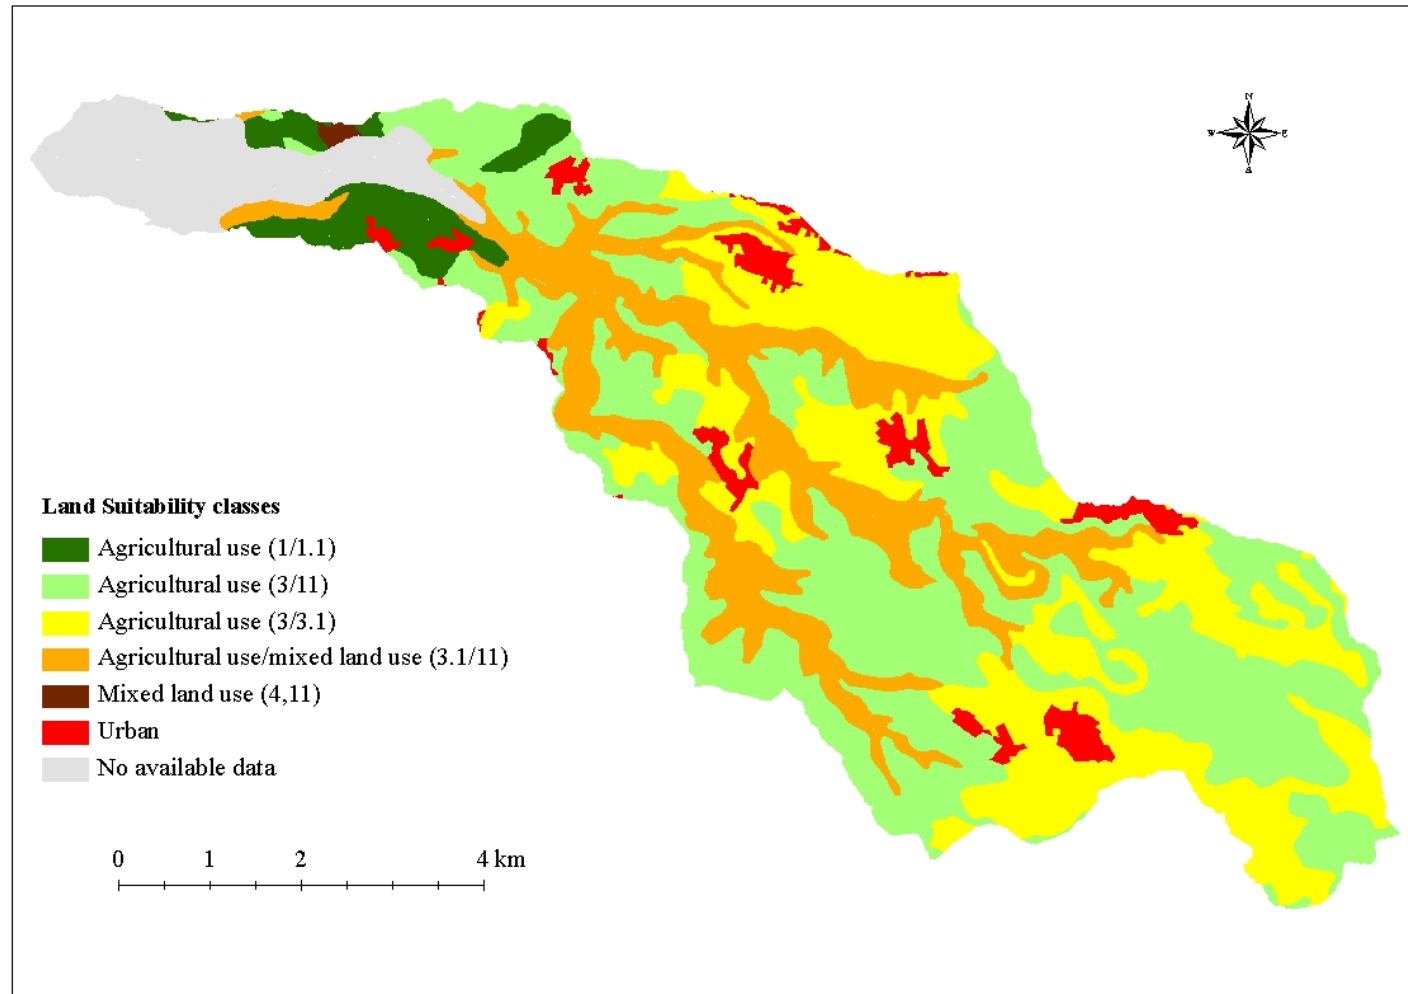 N
W E
S
Land Suitability classes
Agricultural use (1/1.1)
Agricultural use (3/11)
Agricultural use (3/3.1)
Agricultural use/mixed land use (3.1/11)
Mixed land use (4,11)
Urban
No available data
0 1 2 4 km